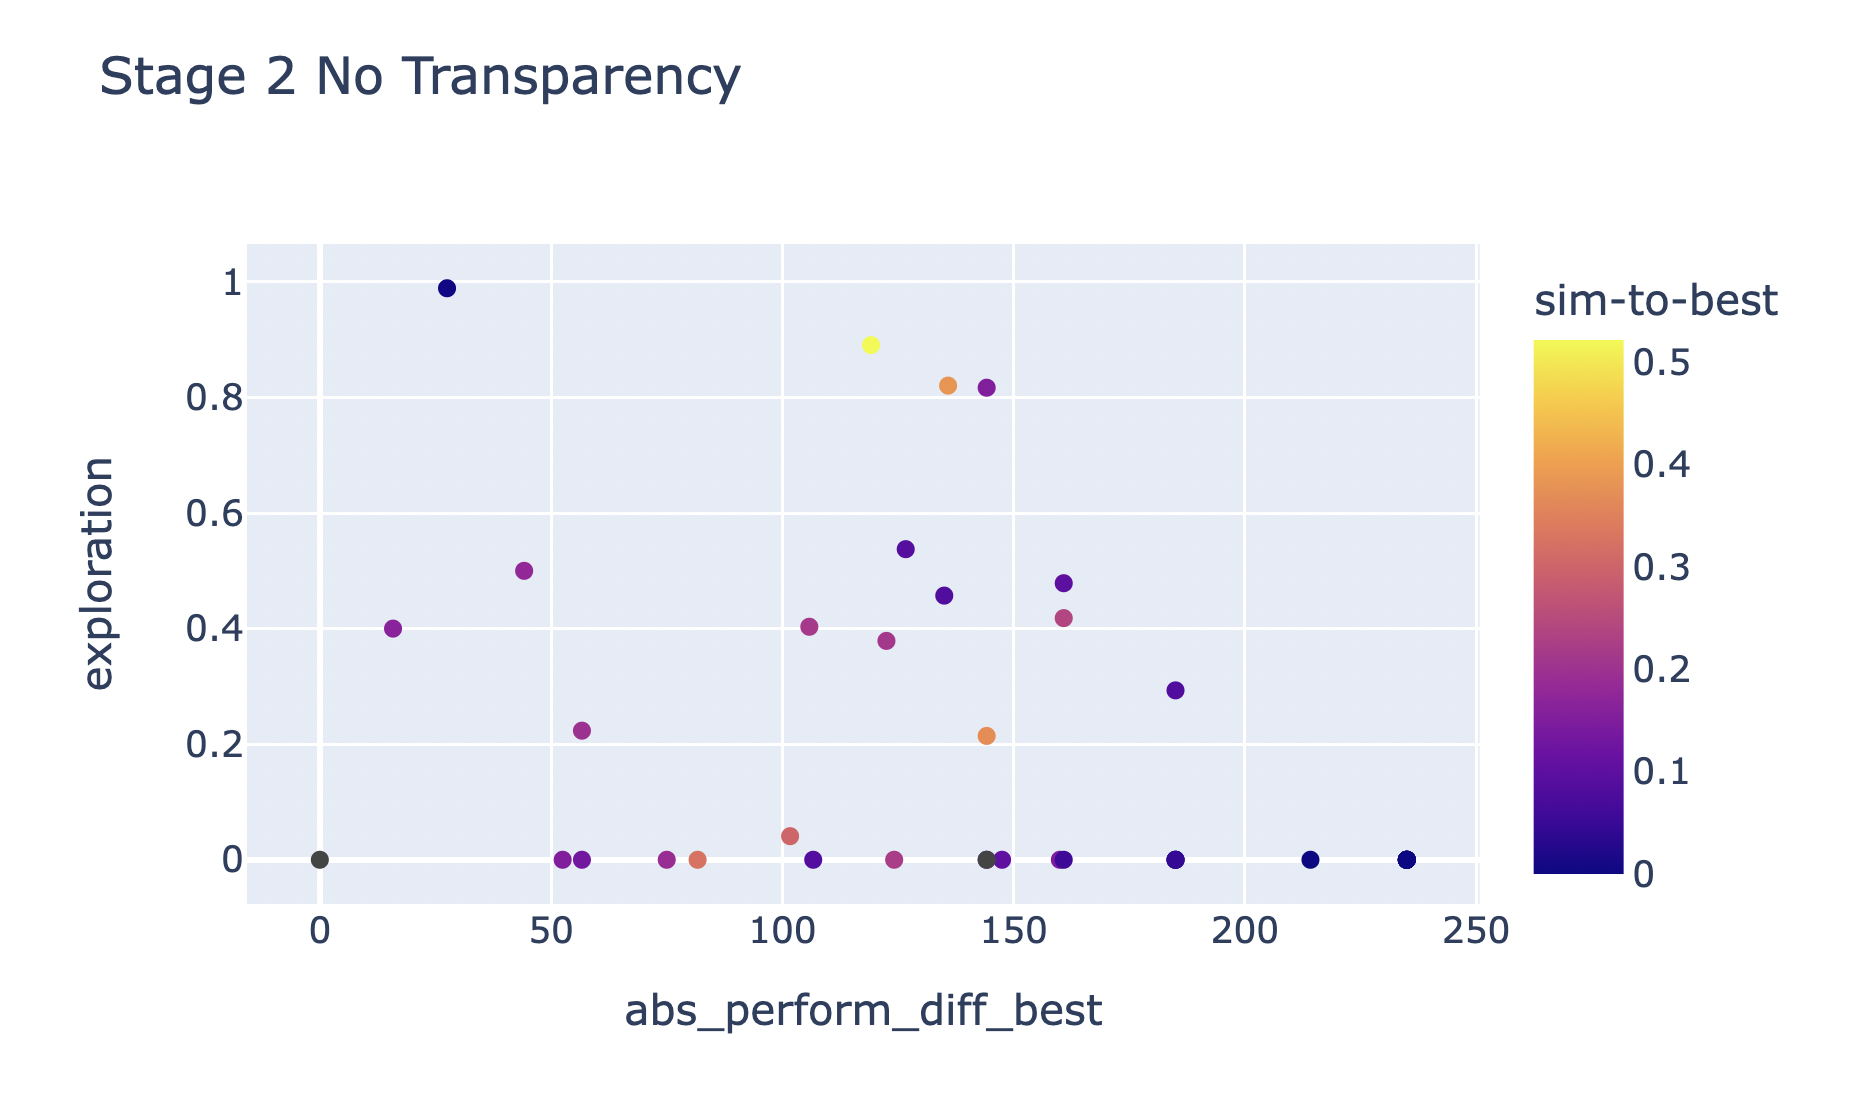 Stage 2 No Transparency
exploration
1
0.8
0.6
0.4
0.2
0
0 50 100 150 200 250
abs_perform_diff_best
sim-to-best
0.5
0.4
0.3
0.2
0.1
0